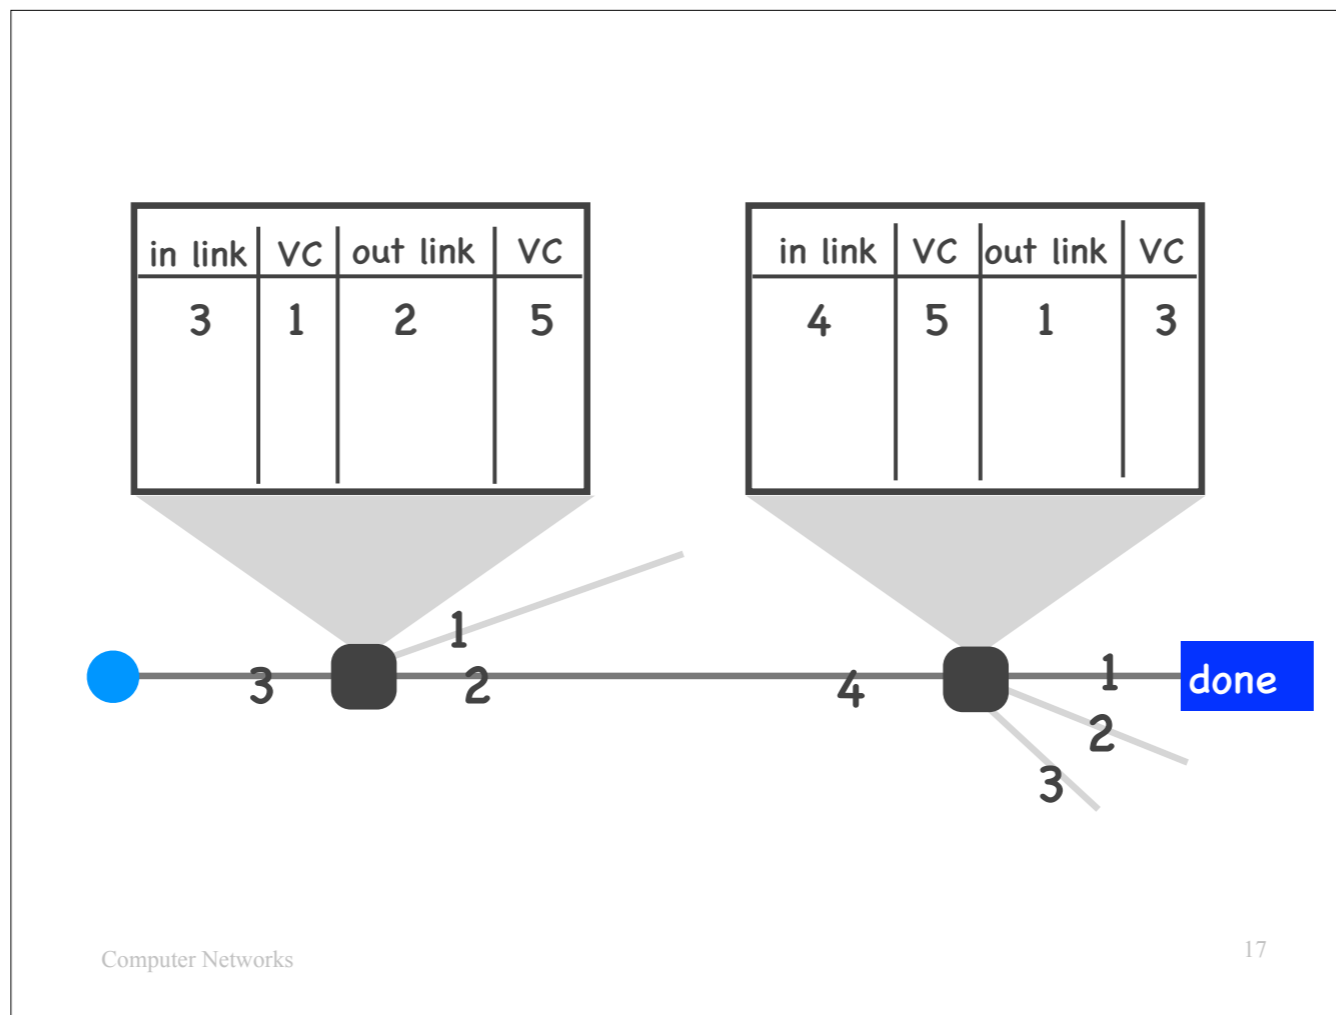 in link VC out link VC
3 1 2 5
in link VC out link VC
4 5 1 3
1
3 2 4 1 done
2
3
Computer Networks 17